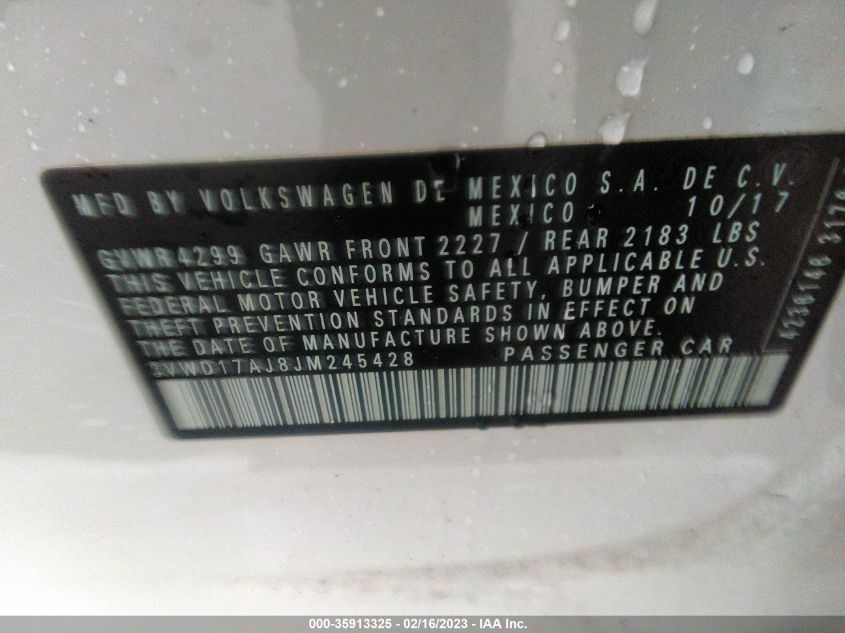 MFD BY VOLKSWAGEN DE MEXICO S.A. DE C.V.
MEXICO 10/17
GVWR 4299 GAWR FRONT 2227 / REAR 2183 LBS
THIS VEHICLE CONFORMS TO ALL APPLICABLE U.S.
FEDERAL MOTOR VEHICLE SAFETY, BUMPER AND
THEFT PREVENTION STANDARDS IN EFFECT ON
THE DATE OF MANUFACTURE SHOWN ABOVE.
3VWD17AJ8JM245428 PASSENGER CAR
000-35913325 - 02/16/2023 - IAA Inc.